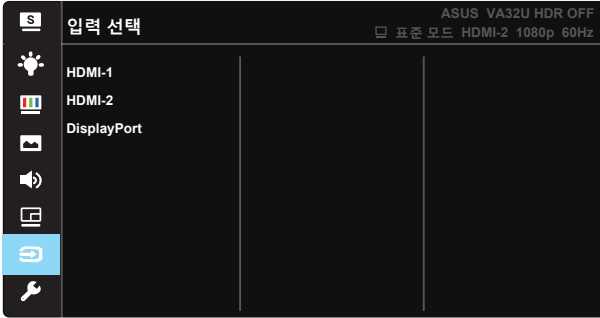 S
입력 선택
ASUS VA32U HDR OFF
표준 모드 HDMI-2 1080p 60Hz
HDMI-1
HDMI-2
DisplayPort